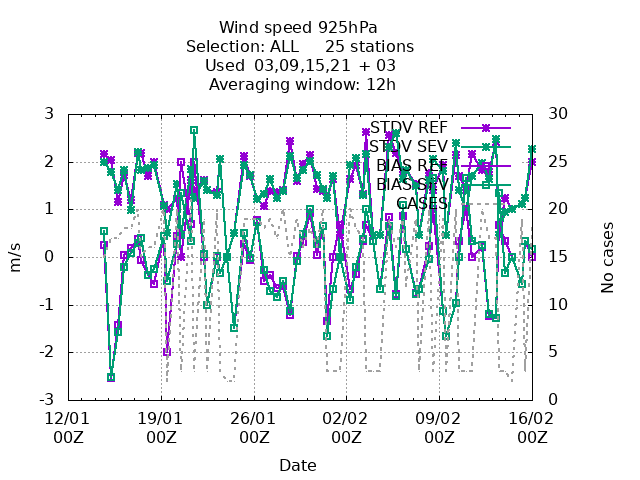 Wind speed 925hPa
Selection: ALL 25 stations
Used 03,09,15,21 + 03
Averaging window: 12h
STDV REF
STDV SEV
BIAS REF
BIAS SEV
CASES
3
2
1
0
-1
-2
-3
m/s
30
25
20
15
10
5
0
No cases
12/01 19/01 26/01 02/02 09/02 16/02
00Z 00Z 00Z 00Z 00Z 00Z
Date